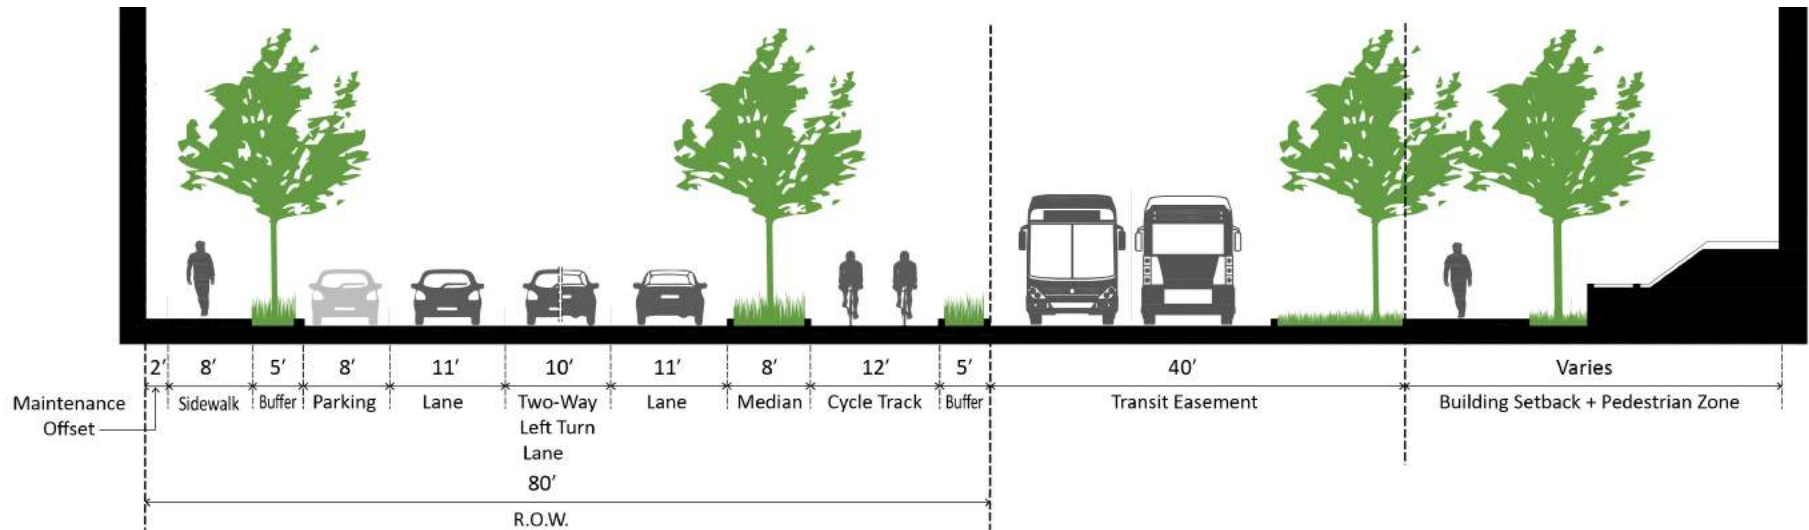 2’ 8’ 5’ 8’ 11’ 10’ 11’ 8’ 12’ 5’ 40’ Varies
Maintenance Offset
Sidewalk
Buffer
Parking
Lane
Two-Way
Left Turn
Lane
Lane
Median
Cycle Track
Buffer
Transit Easement
Building Setback + Pedestrian Zone
80’
R.O.W.